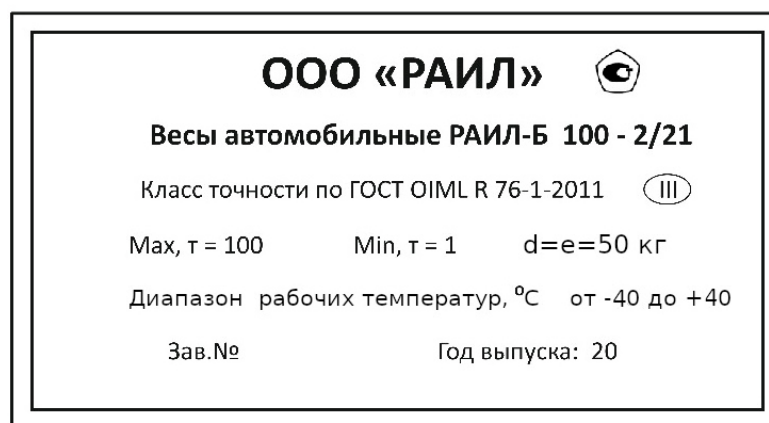 ООО «РАИЛ»
Весы автомобильные РАИЛ-Б 100 - 2/21
Класс точности по ГОСТ OIML R 76-1-2011 III
Max, т = 100 Min, т = 1 d=e=50 кг
Диапазон рабочих температур, ⁰С от -40 до +40
Зав.№ Год выпуска: 20